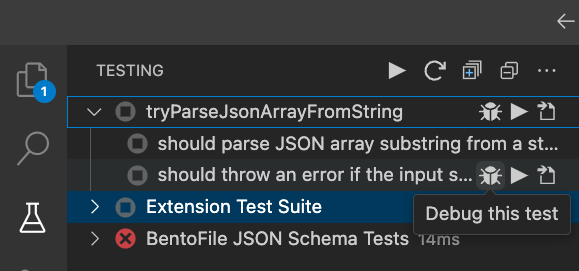 TESTING
1
tryParseJsonArrayFromString
should parse JSON array substring from a st...
should throw an error if the input s...
Extension Test Suite
Debug this test
BentoFile JSON Schema Tests 14ms